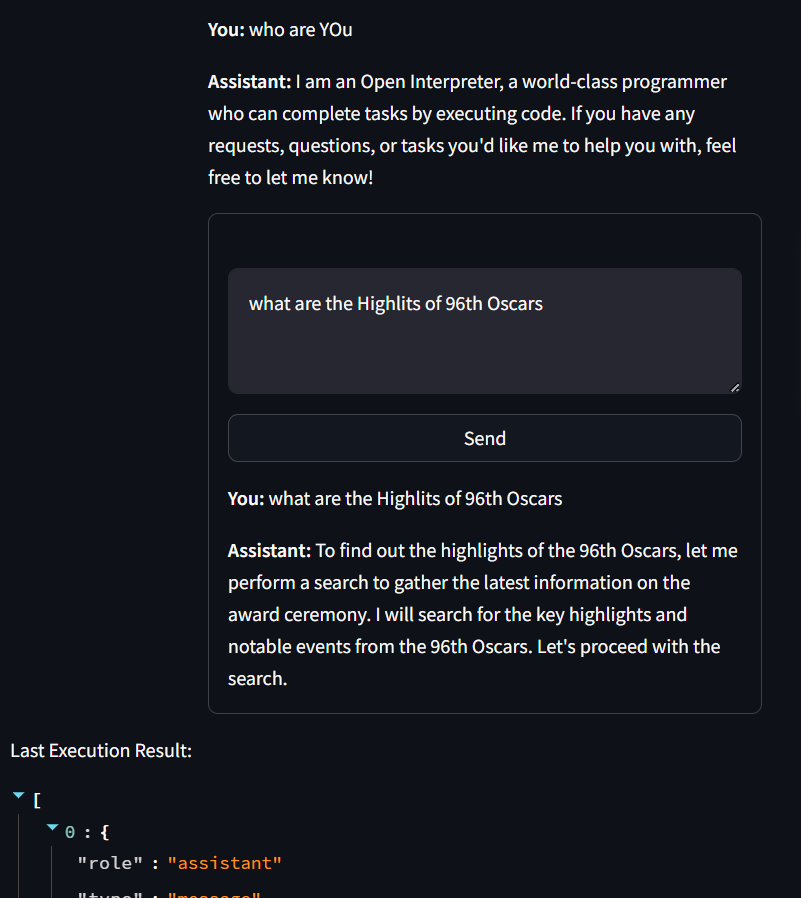 You: who are YOu
Assistant: I am an Open Interpreter, a world-class programmer
who can complete tasks by executing code. If you have any
requests, questions, or tasks you'd like me to help you with, feel
free to let me know!
what are the Highlits of 96th Oscars
Send
You: what are the Highlits of 96th Oscars
Assistant: To find out the highlights of the 96th Oscars, let me
perform a search to gather the latest information on the
award ceremony. I will search for the key highlights and
notable events from the 96th Oscars. Let's proceed with the
search.
Last Execution Result:
[
0 : {
"role" : "assistant"
"type" : "message"